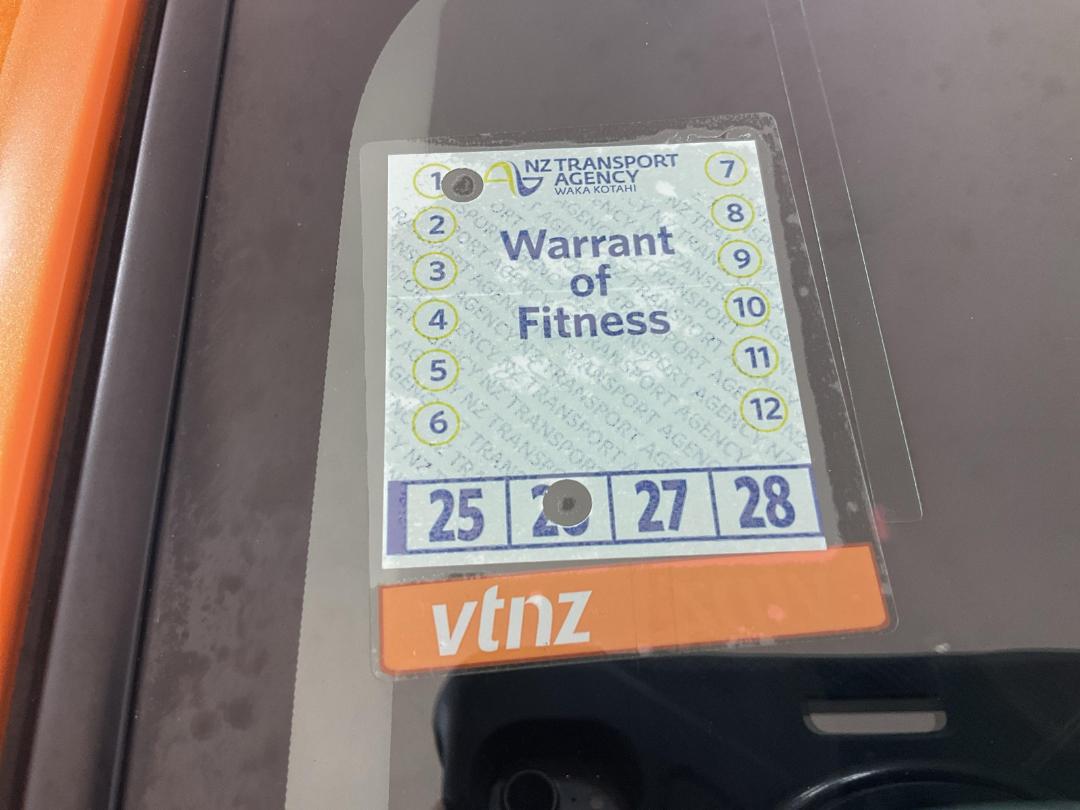 NZ TRANSPORT
AGENCY
WAKA KOTAHI
1
2
3
4
5
6
7
8
9
10
11
12
Warrant
of
Fitness
25 26 27 28
vtnz